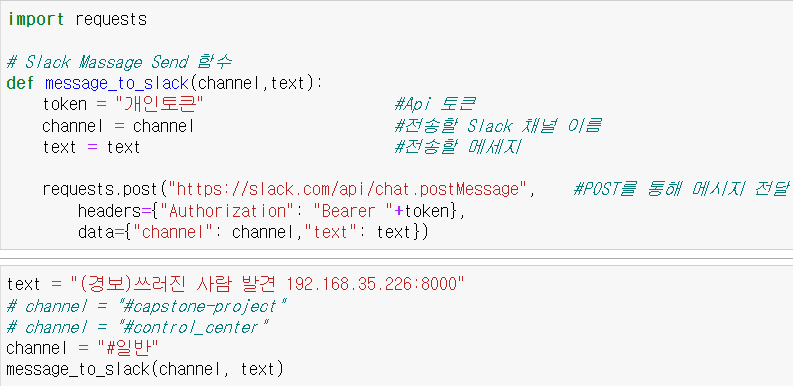 import requests
# Slack Massage Send 함수
def message_to_slack(channel,text):
token = "개인토큰" #Api 토큰
channel = channel #전송할 Slack 채널 이름
text = text #전송할 메세지
requests.post("https://slack.com/api/chat.postMessage", #POST를 통해 메시지 전달
headers={"Authorization": "Bearer "+token},
data={"channel": channel,"text": text})
text = "(경보)쓰러진 사람 발견 192.168.35.226:8000"
# channel = "#capstone-project"
# channel = "#control_center"
channel = "#일반"
message_to_slack(channel, text)